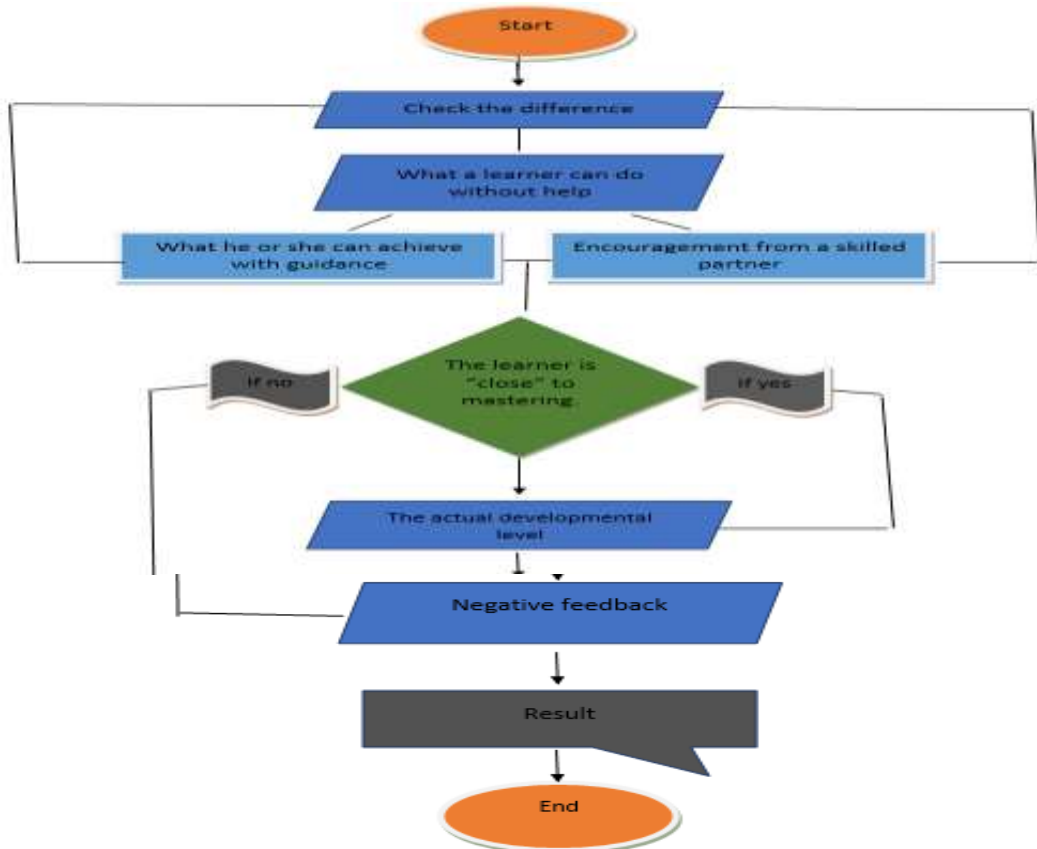 Start
Check the difference
What a learner can do
without help
What he or she can achieve
with guidance
Encouragement from a skilled
partner
The learner is
"close" to
mastering.
If no
If yes
The actual developmental
level
Negative feedback
Result
End